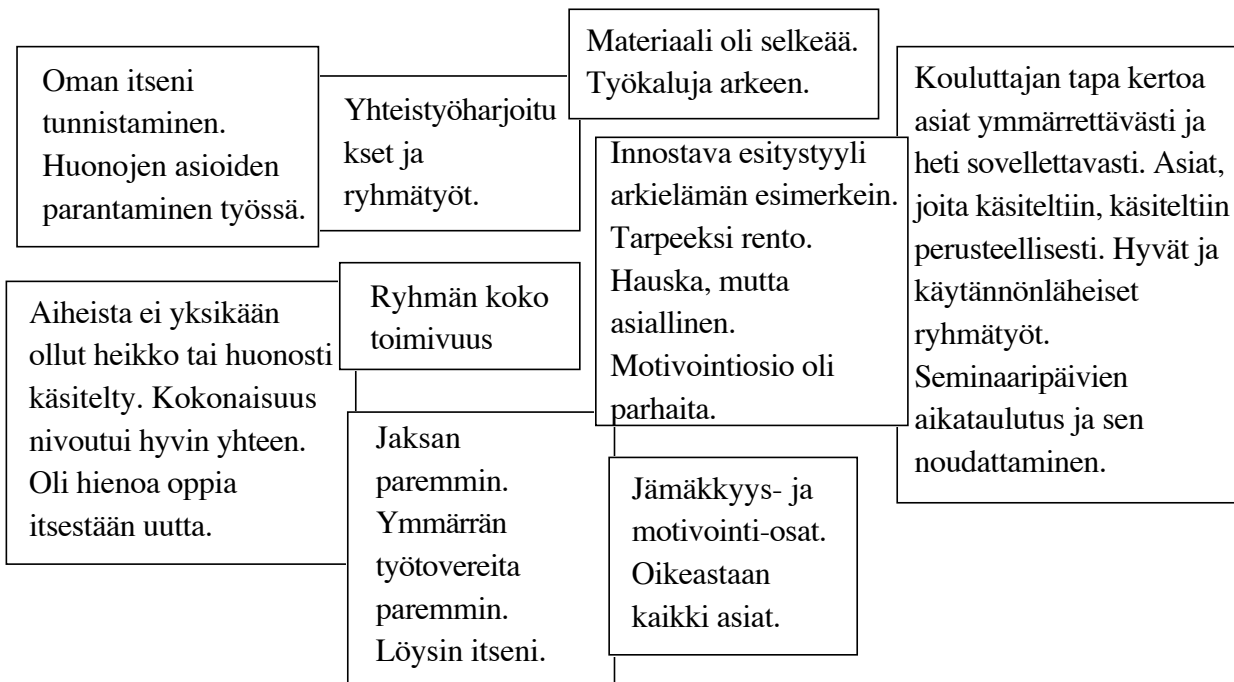 Oman itseni
tunnistaminen.
Huonojen asioiden
parantaminen työssä.
Yhteistyöharjoitu
kset ja
ryhmätyöt.
Materiaali oli selkeää.
Työkaluja arkeen.
Innostava esitystyyli
arkielämän esimerkein.
Tarpeeksi rento.
Hauska, mutta
asiallinen.
Motivointiosio oli
parhaita.
Kouluttajan tapa kertoa
asiat ymmärrettävästi ja
heti sovellettavasti. Asiat,
joita käsiteltiin, käsiteltiin
perusteellisesti. Hyvät ja
käytännönläheiset
ryhmätyöt.
Seminaaripäivien
aikataulutus ja sen
noudattaminen.
Aiheista ei yksikään
ollut heikko tai huonosti
käsitelty. Kokonaisuus
nivoutui hyvin yhteen.
Oli hienoa oppia
itsestään uutta.
Ryhmän koko
toimivuus
Jaksan
paremmin.
Ymmärrän
työtovereita
paremmin.
Löysin itseni.
Jämäkkyys- ja
motivointi-osat.
Oikeastaan
kaikki asiat.